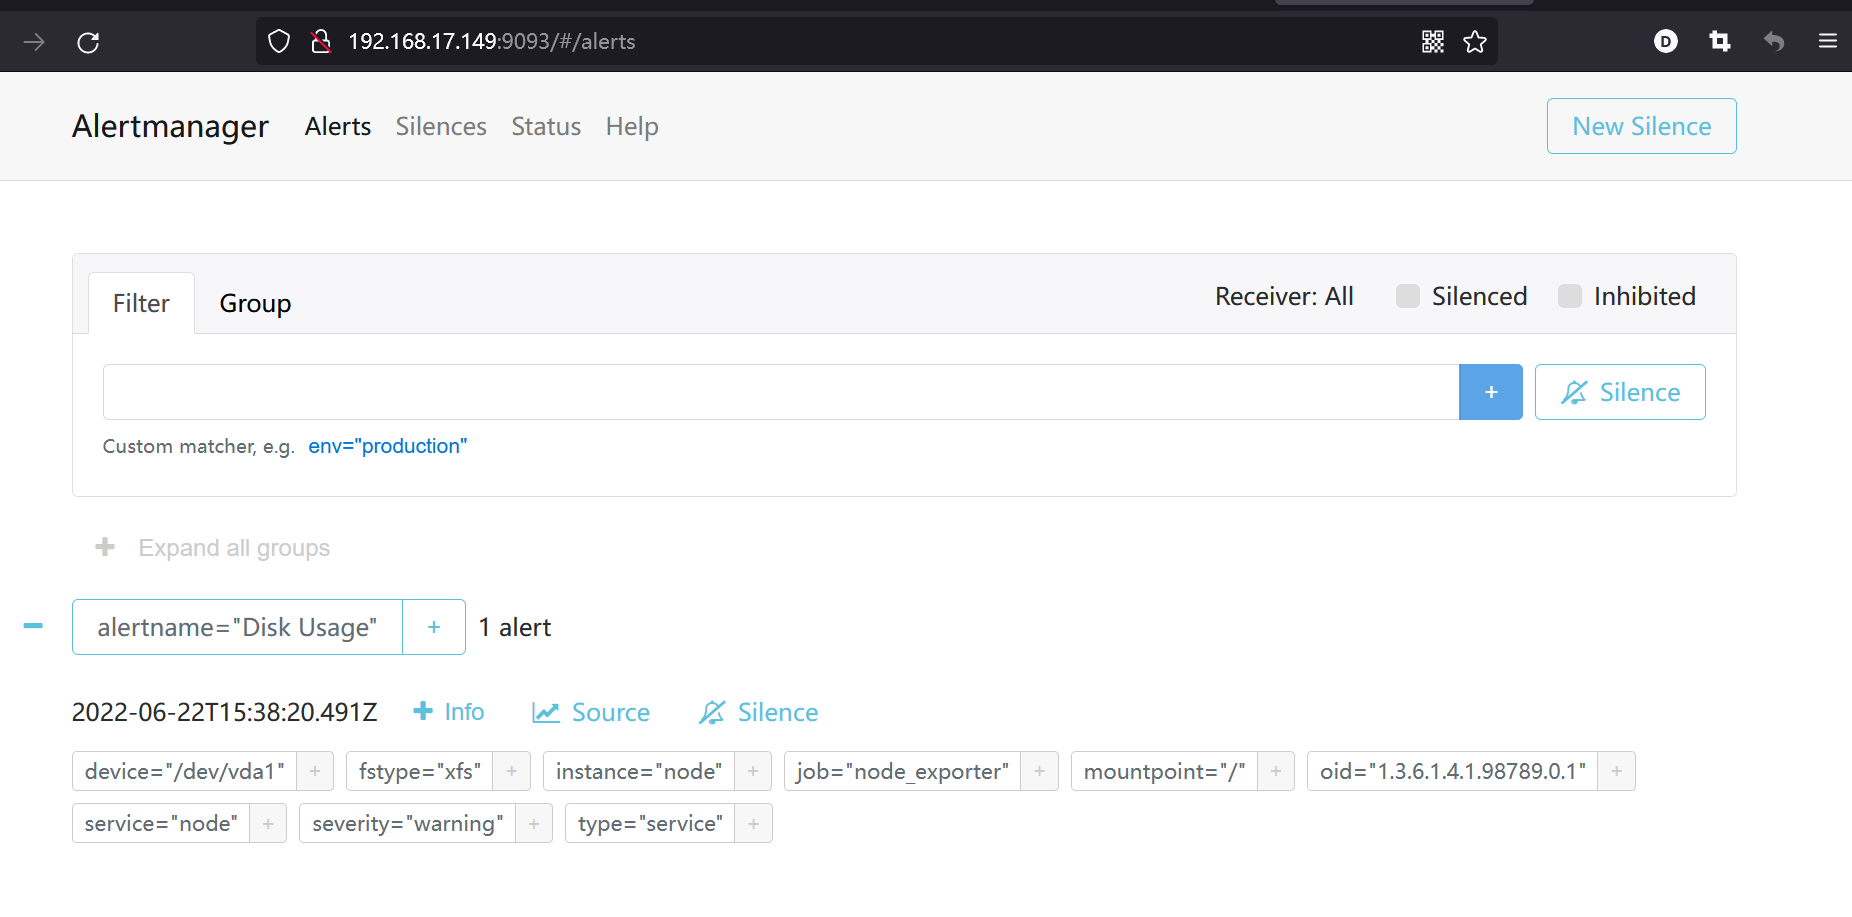 192.168.17.149:9093/#/alerts
D
Alertmanager Alerts Silences Status Help New Silence
Filter Group Receiver: All Silenced Inhibited
+ Silence
Custom matcher, e.g. env="production"
+ Expand all groups
alertname="Disk Usage" + 1 alert
2022-06-22T15:38:20.491Z + Info Source Silence
device="/dev/vda1" + fstype="xfs" + instance="node" + job="node_exporter" + mountpoint="/" + oid="1.3.6.1.4.1.98789.0.1" +
service="node" + severity="warning" + type="service" +